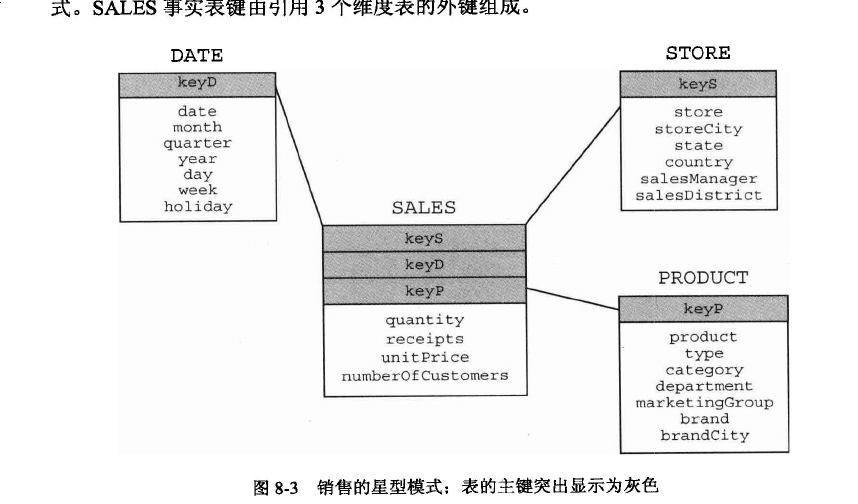 式。SALES 事实表键由引用 3 个维度表的外键组成。
DATE
keyD
date
month
quarter
year
day
week
holiday
STORE
keyS
store
storeCity
state
country
salesManager
salesDistrict
SALES
keyS
keyD
keyP
quantity
receipts
unitPrice
numberOfCustomers
PRODUCT
keyP
product
type
category
department
marketingGroup
brand
brandCity
图 8-3 销售的星型模式；表的主键突出显示为灰色